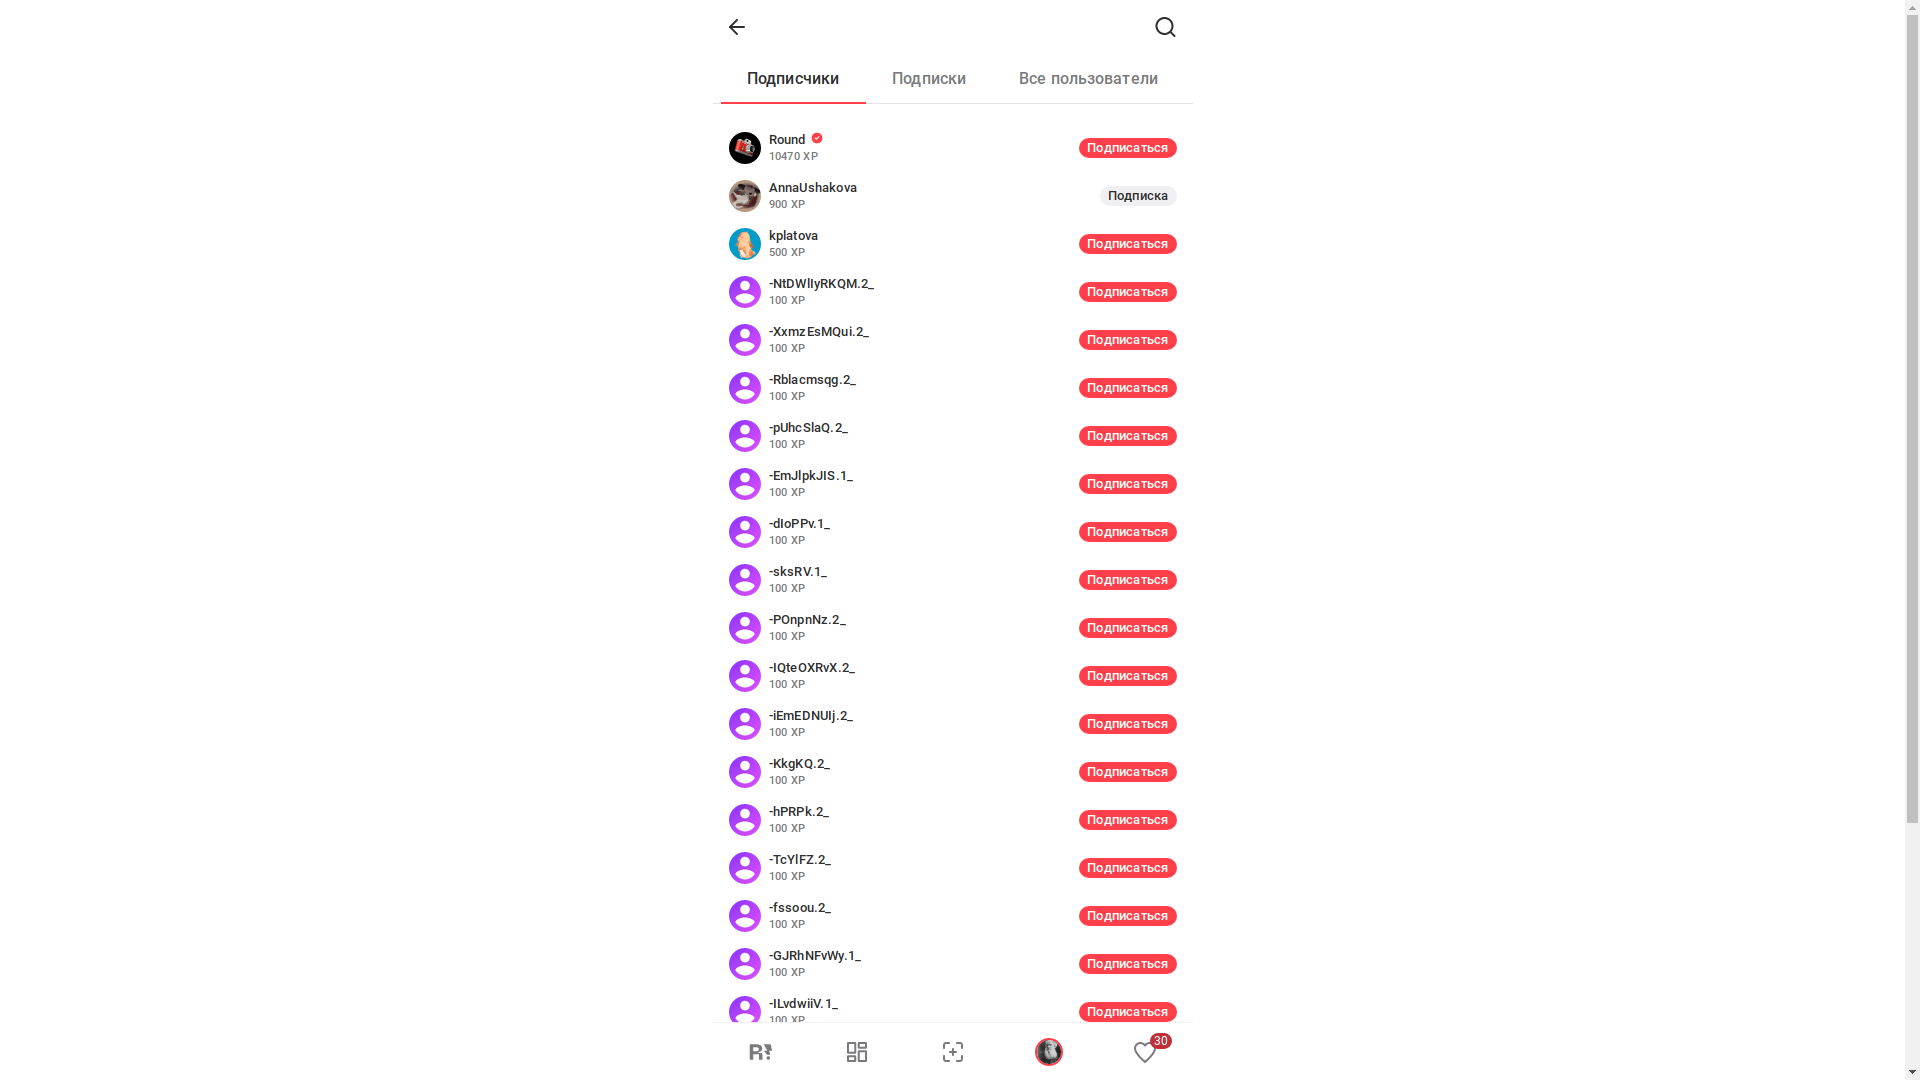 Подписчики
Подписки
Все пользователи
Round
10470 XP
Подписаться
AnnaUshakova
900 XP
Подписка
kplatova
500 XP
Подписаться
-NtDWlIyRKQM.2_
100 XP
Подписаться
-XxmzEsMQui.2_
100 XP
Подписаться
-Rblacmsqg.2_
100 XP
Подписаться
-pUhcSlaQ.2_
100 XP
Подписаться
-EmJlpkJIS.1_
100 XP
Подписаться
-dIoPPv.1_
100 XP
Подписаться
-sksRV.1_
100 XP
Подписаться
-POnpnNz.2_
100 XP
Подписаться
-IQteOXRvX.2_
100 XP
Подписаться
-iEmEDNUIj.2_
100 XP
Подписаться
-KkgKQ.2_
100 XP
Подписаться
-hPRPk.2_
100 XP
Подписаться
-TcYlFZ.2_
100 XP
Подписаться
-fssoou.2_
100 XP
Подписаться
-GJRhNFvWy.1_
100 XP
Подписаться
-ILvdwiiV.1_
100 XP
Подписаться
R!
30